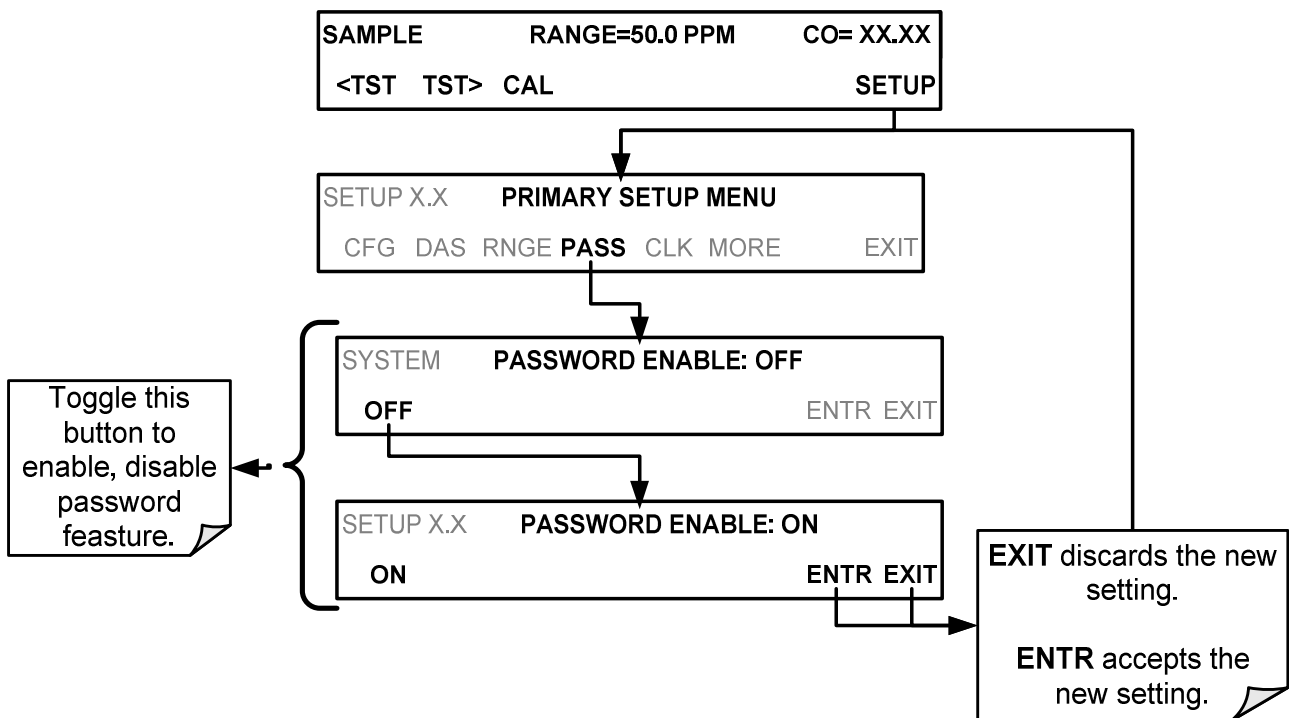 SAMPLE RANGE=50.0 PPM CO= XX.XX
<TST TST> CAL SETUP
SETUP X.X PRIMARY SETUP MENU
CFG DAS RNGE PASS CLK MORE EXIT
SYSTEM PASSWORD ENABLE: OFF
OFF ENTR EXIT
Toggle this
button to
enable, disable
password
feasture.
SETUP X.X PASSWORD ENABLE: ON
ON ENTR EXIT
EXIT discards the new
setting.
ENTR accepts the
new setting.